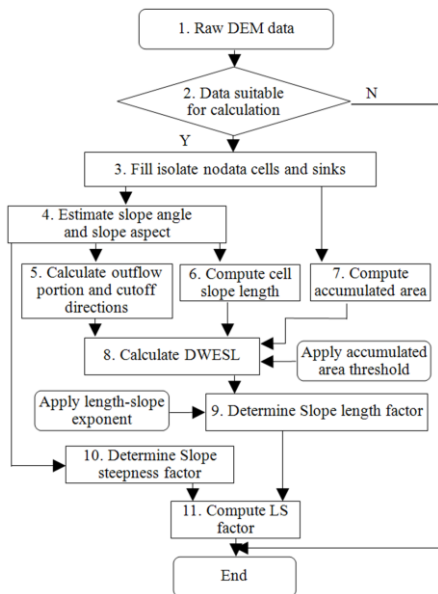 1. Raw DEM data
2. Data suitable
for calculation
N
Y
3. Fill isolate nodata cells and sinks
4. Estimate slope angle
and slope aspect
5. Calculate outflow
portion and cutoff
directions
6. Compute cell
slope length
7. Compute
accumulated area
8. Calculate DWESL
Apply accumulated
area threshold
Apply length-slope
exponent
9. Determine Slope length factor
10. Determine Slope
steepness factor
11. Compute LS
factor
End